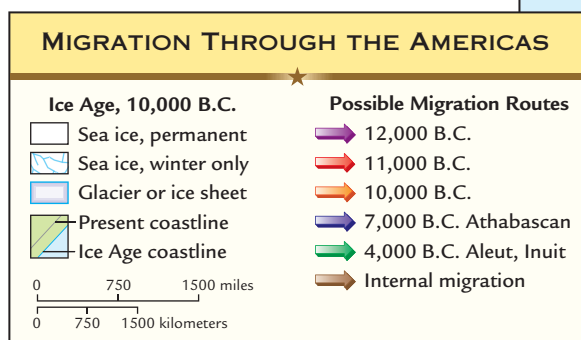 MIGRATION THROUGH THE AMERICAS
Ice Age, 10,000 B.C.
Sea ice, permanent
Sea ice, winter only
Glacier or ice sheet
Present coastline
Ice Age coastline
0 750 1500 miles
0 750 1500 kilometers
Possible Migration Routes
12,000 B.C.
11,000 B.C.
10,000 B.C.
7,000 B.C. Athabascan
4,000 B.C. Aleut, Inuit
Internal migration